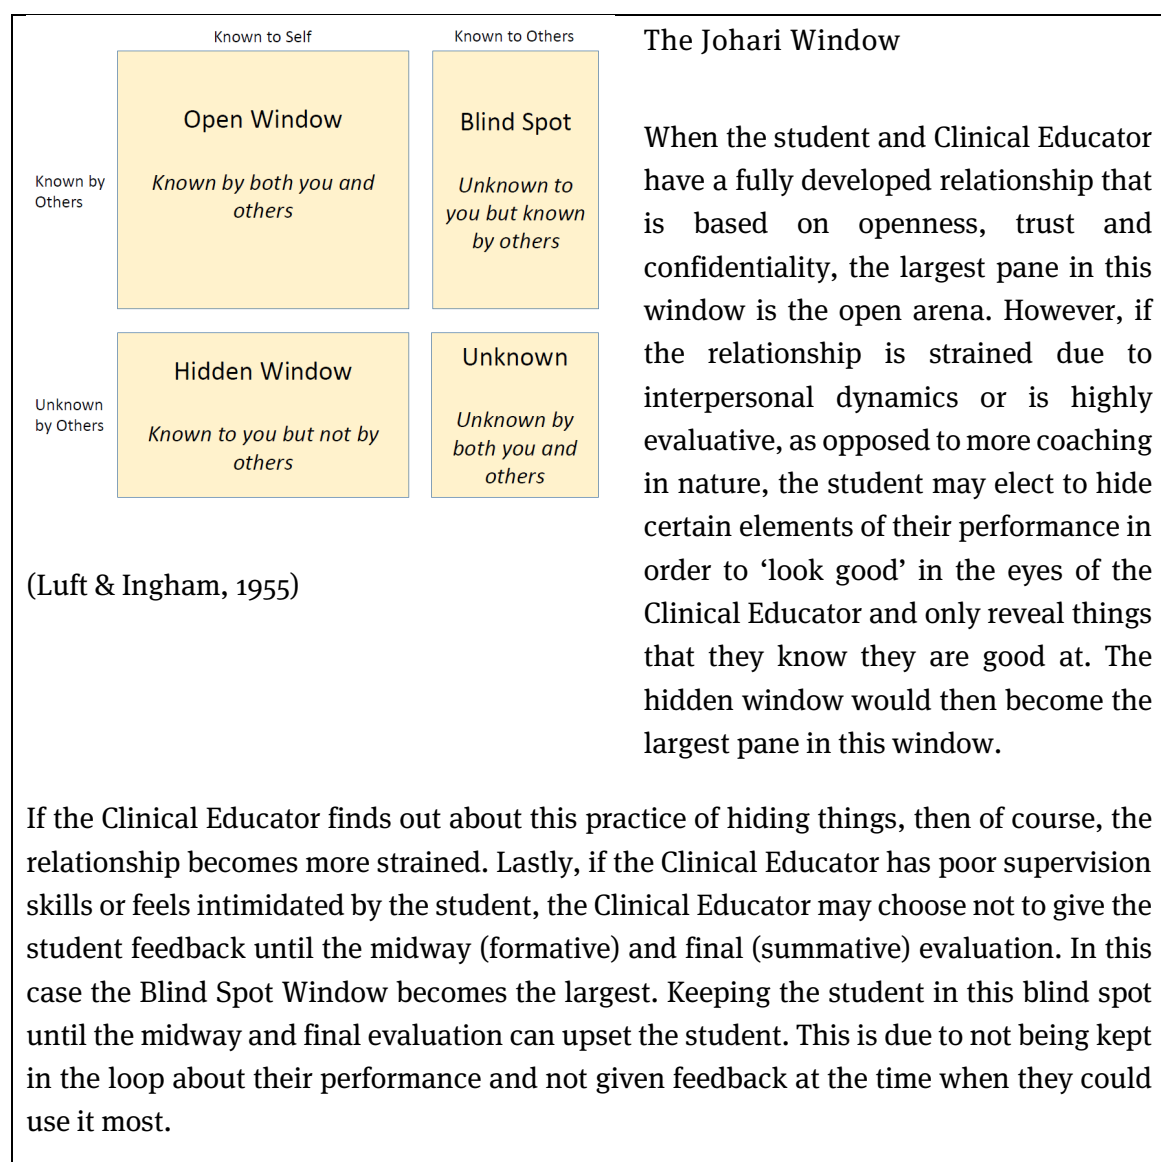 Known to Self
Known to Others
Known by
Others
Open Window
Known by both you and
others
Blind Spot
Unknown to
you but known
by others
Unknown
by Others
Hidden Window
Known to you but not by
others
Unknown
Unknown by
both you and
others
(Luft & Ingham, 1955)
The Johari Window
When the student and Clinical Educator
have a fully developed relationship that
is based on openness, trust and
confidentiality, the largest pane in this
window is the open arena. However, if
the relationship is strained due to
interpersonal dynamics or is highly
evaluative, as opposed to more coaching
in nature, the student may elect to hide
certain elements of their performance in
order to ‘look good’ in the eyes of the
Clinical Educator and only reveal things
that they know they are good at. The
hidden window would then become the
largest pane in this window.
If the Clinical Educator finds out about this practice of hiding things, then of course, the
relationship becomes more strained. Lastly, if the Clinical Educator has poor supervision
skills or feels intimidated by the student, the Clinical Educator may choose not to give the
student feedback until the midway (formative) and final (summative) evaluation. In this
case the Blind Spot Window becomes the largest. Keeping the student in this blind spot
until the midway and final evaluation can upset the student. This is due to not being kept
in the loop about their performance and not given feedback at the time when they could
use it most.